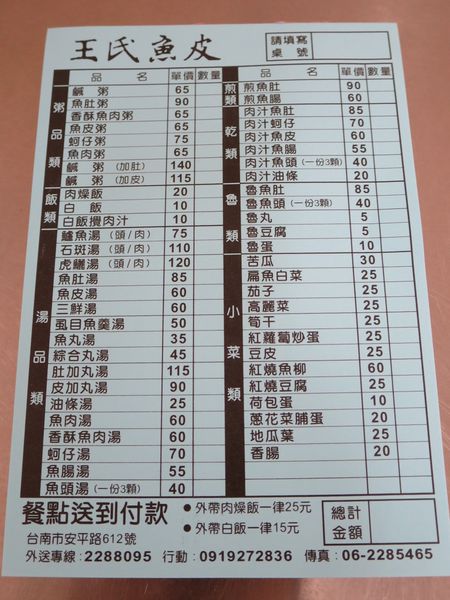 王氏魚皮
請填寫
桌號
品名 單價 數量
粥品類
鹹粥 65
魚肚粥 90
香酥魚肉粥 65
魚皮粥 65
蚵仔粥 75
魚肉粥 65
鹹粥(加肚) 140
鹹粥(加皮) 115
飯類
肉燥飯 20
白飯 10
白飯攪肉汁 10
湯品類
鱸魚湯(頭/肉) 75
石斑湯(頭/肉) 110
虎鱺湯(頭/肉) 120
魚肚湯 85
魚皮湯 60
三鮮湯 60
虱目魚羹湯 50
魚丸湯 35
綜合丸湯 45
肚加丸湯 115
皮加丸湯 90
油條湯 25
魚肉湯 60
香酥魚肉湯 60
蚵仔湯 70
魚腸湯 55
魚頭湯(一份3顆) 40
品名 單價 數量
煎類
煎魚肚 90
煎魚腸 60
乾類
肉汁魚肚 85
肉汁蚵仔 70
肉汁魚皮 60
肉汁魚腸 55
肉汁魚頭(一份3顆) 40
肉汁油條 20
魯類
魯魚肚 85
魯魚頭(一份3顆) 40
魯丸 5
魯豆腐 5
魯蛋 10
小菜類
苦瓜 30
扁魚白菜 25
茄子 25
高麗菜 25
筍干 25
紅蘿蔔炒蛋 25
豆皮 25
紅燒魚柳 60
紅燒豆腐 25
荷包蛋 10
蔥花菜脯蛋 20
地瓜葉 25
香腸 20
餐點送到付款
●外帶肉燥飯一律25元
●外帶白飯一律15元
總計
金額
台南市安平路612號
外送專線:2288095 行動:0919272836 傳真:06-2285465